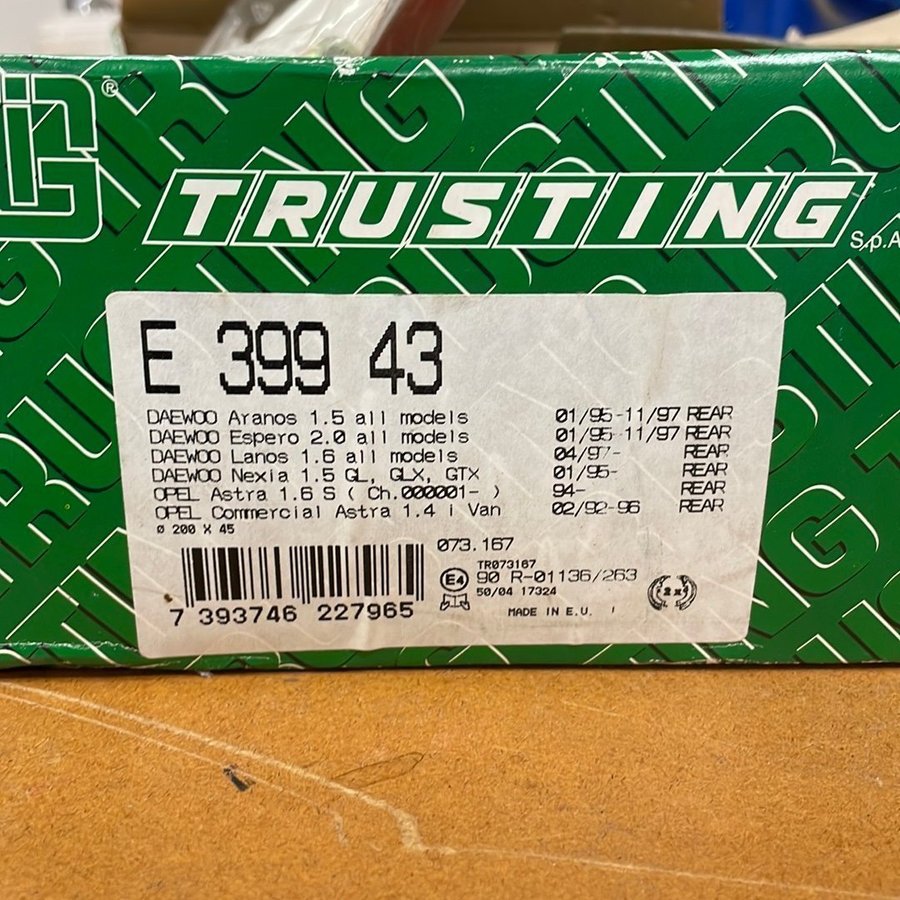 ®
TRUSTING
S.p.A
E 399 43
DAEWOO Aranos 1.5 all models 01/95-11/97 REAR
DAEWOO Espero 2.0 all models 01/95-11/97 REAR
DAEWOO Lanos 1.6 all models 04/97- REAR
DAEWOO Nexia 1.5 GL, GLX, GTX 01/95- REAR
OPEL Astra 1.6 S ( Ch.000001- ) 94- REAR
OPEL Commercial Astra 1.4 i Van 02/92-96 REAR
ø 200 X 45
073.167
TR073167
E4 90 R-01136/263
50/04 17324
MADE IN E.U.
2x
7 393746 227965